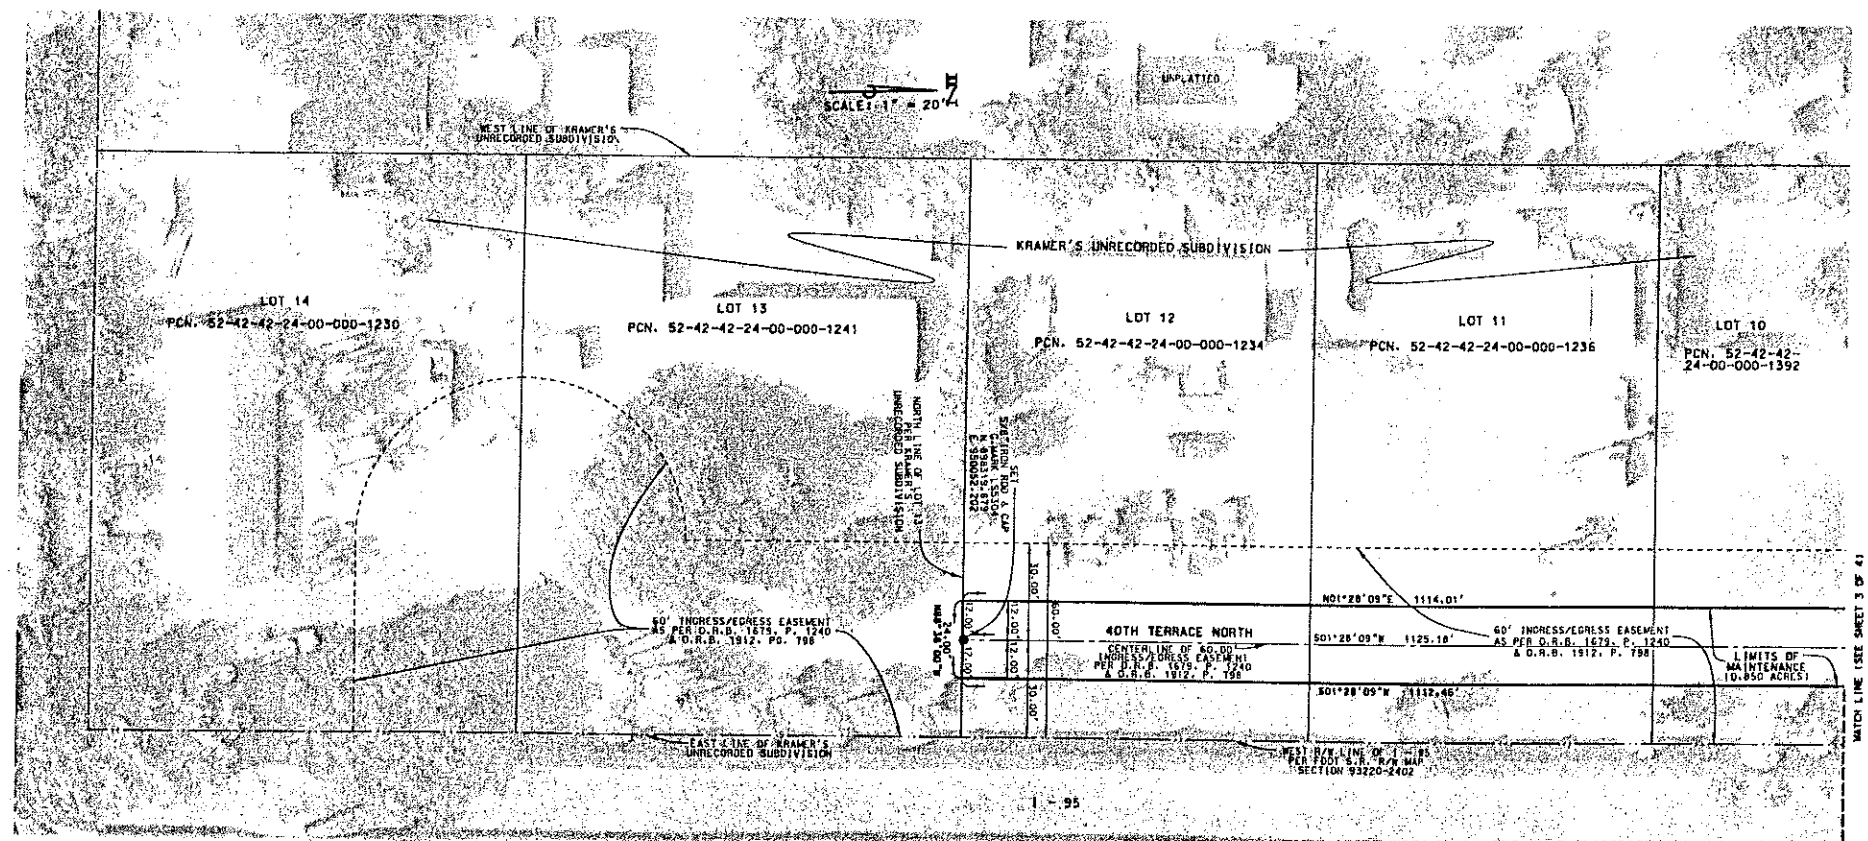 UNPLATTED
SCALE: 1" = 20'
WEST LINE OF KRAMER'S
UNRECORDED SUBDIVISION
KRAMER'S UNRECORDED SUBDIVISION
LOT 14
PCN. 52-42-42-24-00-000-1230
LOT 13
PCN. 52-42-42-24-00-000-1241
LOT 12
PCN. 52-42-42-24-00-000-1234
LOT 11
PCN. 52-42-42-24-00-000-1236
LOT 10
PCN. 52-42-42-
24-00-000-1392
NORTH LINE OF LOT 13
PER KRAMER'S
UNRECORDED SUBDIVISION
SET
ROD & CAP
30.00'
60.00'
12.00'
12.00'
12.00'
24.00'
12.00'
30.00'
N01°28'09"E 1114.01'
40TH TERRACE NORTH
CENTERLINE OF 60.00
INGRESS/EGRESS EASEMENT
PER O.R.B. 1679, P. 1240
& O.R.B. 1912, P. 798
S01°28'09"W 1125.18'
S01°28'09"W 1112.46'
60' INGRESS/EGRESS EASEMENT
AS PER O.R.B. 1679, P. 1240
& O.R.B. 1912, PG. 798
60' INGRESS/EGRESS EASEMENT
AS PER O.R.B. 1679, P. 1240
& O.R.B. 1912, P. 798
LIMITS OF
MAINTENANCE
(0.850 ACRES)
EAST LINE OF KRAMER'S
UNRECORDED SUBDIVISION
WEST R/W LINE OF I - 95
PER FDOT S.R. R/W MAP
SECTION 93220-2402
I - 95
MATCH LINE (SEE SHEET 3 OF 4)